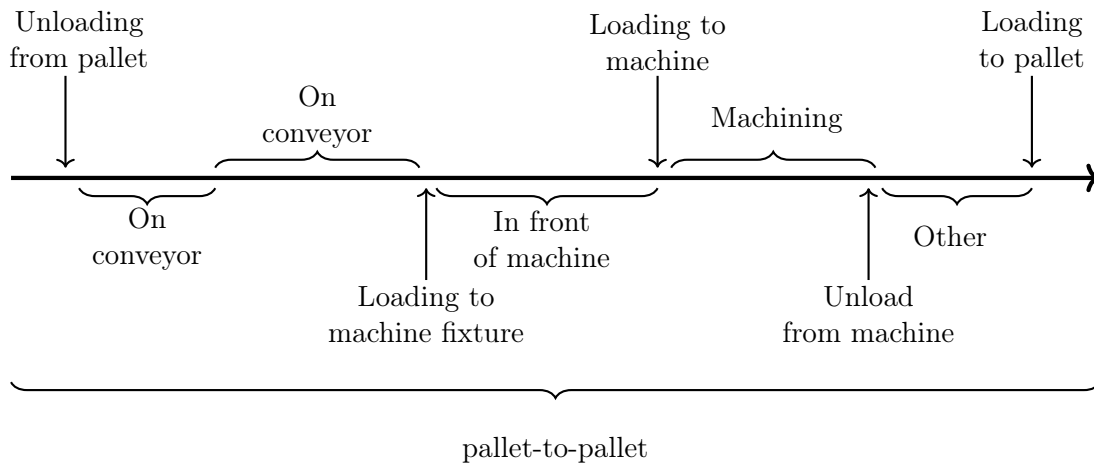 Unloading
from pallet
Loading to
machine
Loading
to pallet
On
conveyor
Machining
On
conveyor
In front
of machine
Other
Loading to
machine fixture
Unload
from machine
pallet-to-pallet